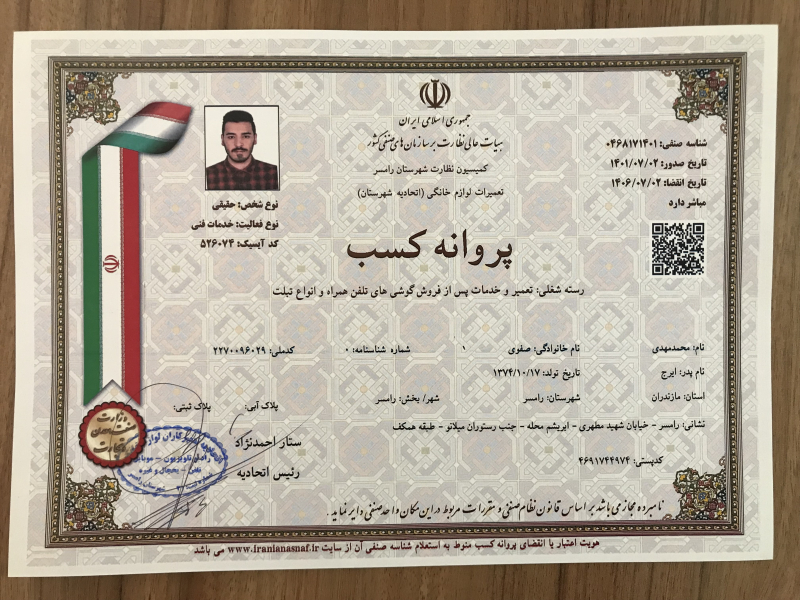 جمهوری اسلامی ایران
هیات عالی نظارت بر سازمان‌های صنفی کشور
کمیسیون نظارت شهرستان رامسر
تعمیرات لوازم خانگی (اتحادیه شهرستان)
شناسه صنفی: ۰۴۶۸۱۷۱۴۰۱
تاریخ صدور: ۱۴۰۱/۰۷/۰۲
تاریخ انقضا: ۱۴۰۶/۰۷/۰۲
مباشر دارد
نوع شخص: حقیقی
نوع فعالیت: خدمات فنی
کد آیسیک: ۵۲۶۰۷۴
پروانه کسب
رسته شغلی: تعمیر و خدمات پس از فروش گوشی های تلفن همراه و انواع تبلت
نام: محمدمهدی نام خانوادگی: صفوی ۱ شماره شناسنامه: ۰ کدملی: ۲۲۷۰۰۹۶۰۲۹
نام پدر: ایرج تاریخ تولد: ۱۳۷۴/۱۰/۱۷
استان: مازندران شهرستان: رامسر شهر/ بخش: رامسر پلاک آبی: پلاک ثبتی:
نشانی: رامسر - خیابان شهید مطهری - ابریشم محله - جنب رستوران میلانو - طبقه همکف
کدپستی: ۴۶۹۱۷۴۴۹۷۴
ستار احمدنژاد
رئیس اتحادیه
نامبرده مجاز می باشد بر اساس قانون نظام صنفی و مقررات مربوط در این مکان واحد صنفی دایر نماید.
هویت اعتبار یا انقضای پروانه کسب منوط به استعلام شناسه صنفی آن از سایت www.iranianasnaf.ir می باشد